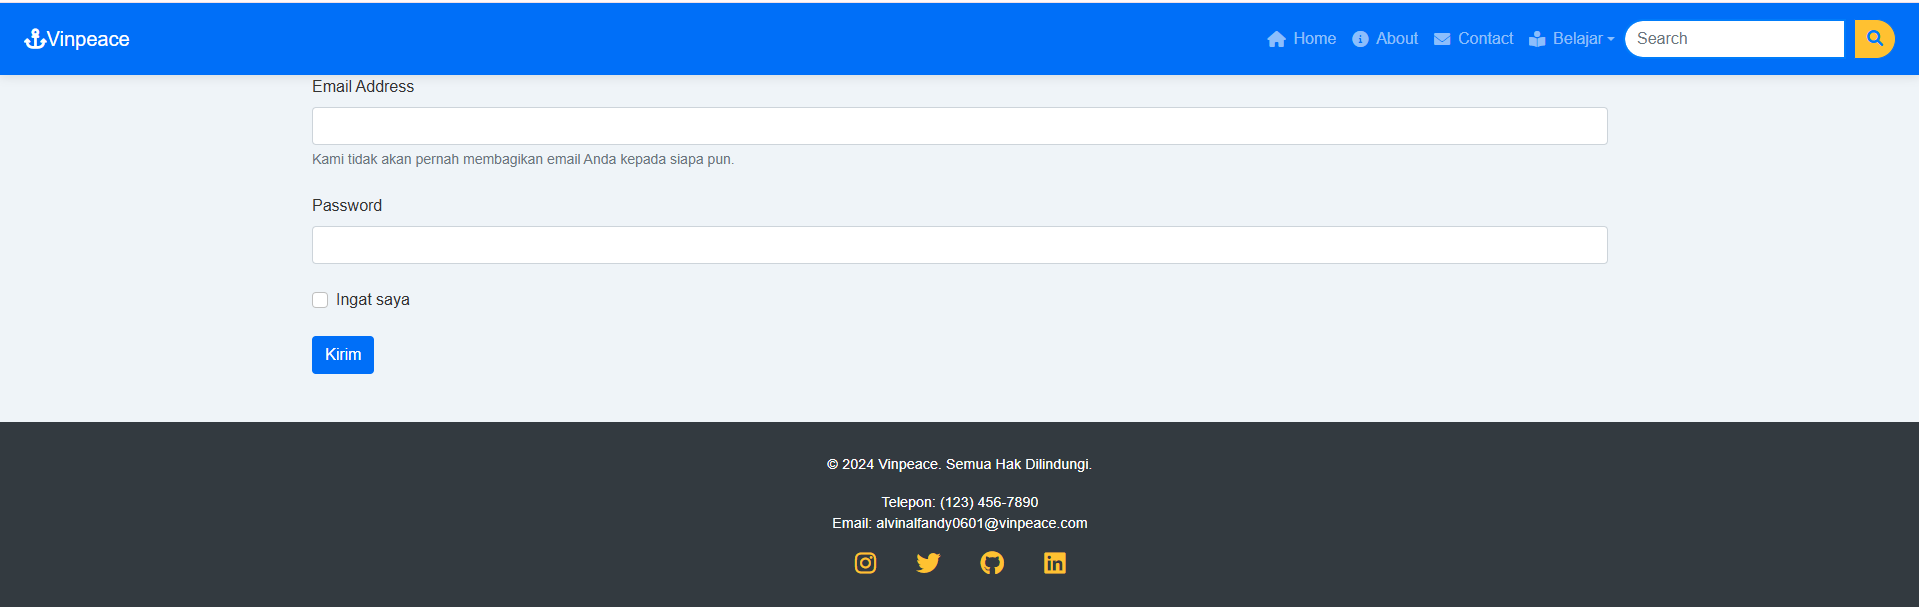 Vinpeace Home About Contact Belajar Search
Email Address
Kami tidak akan pernah membagikan email Anda kepada siapa pun.
Password
Ingat saya
Kirim
© 2024 Vinpeace. Semua Hak Dilindungi.
Telepon: (123) 456-7890
Email: alvinalfandy0601@vinpeace.com